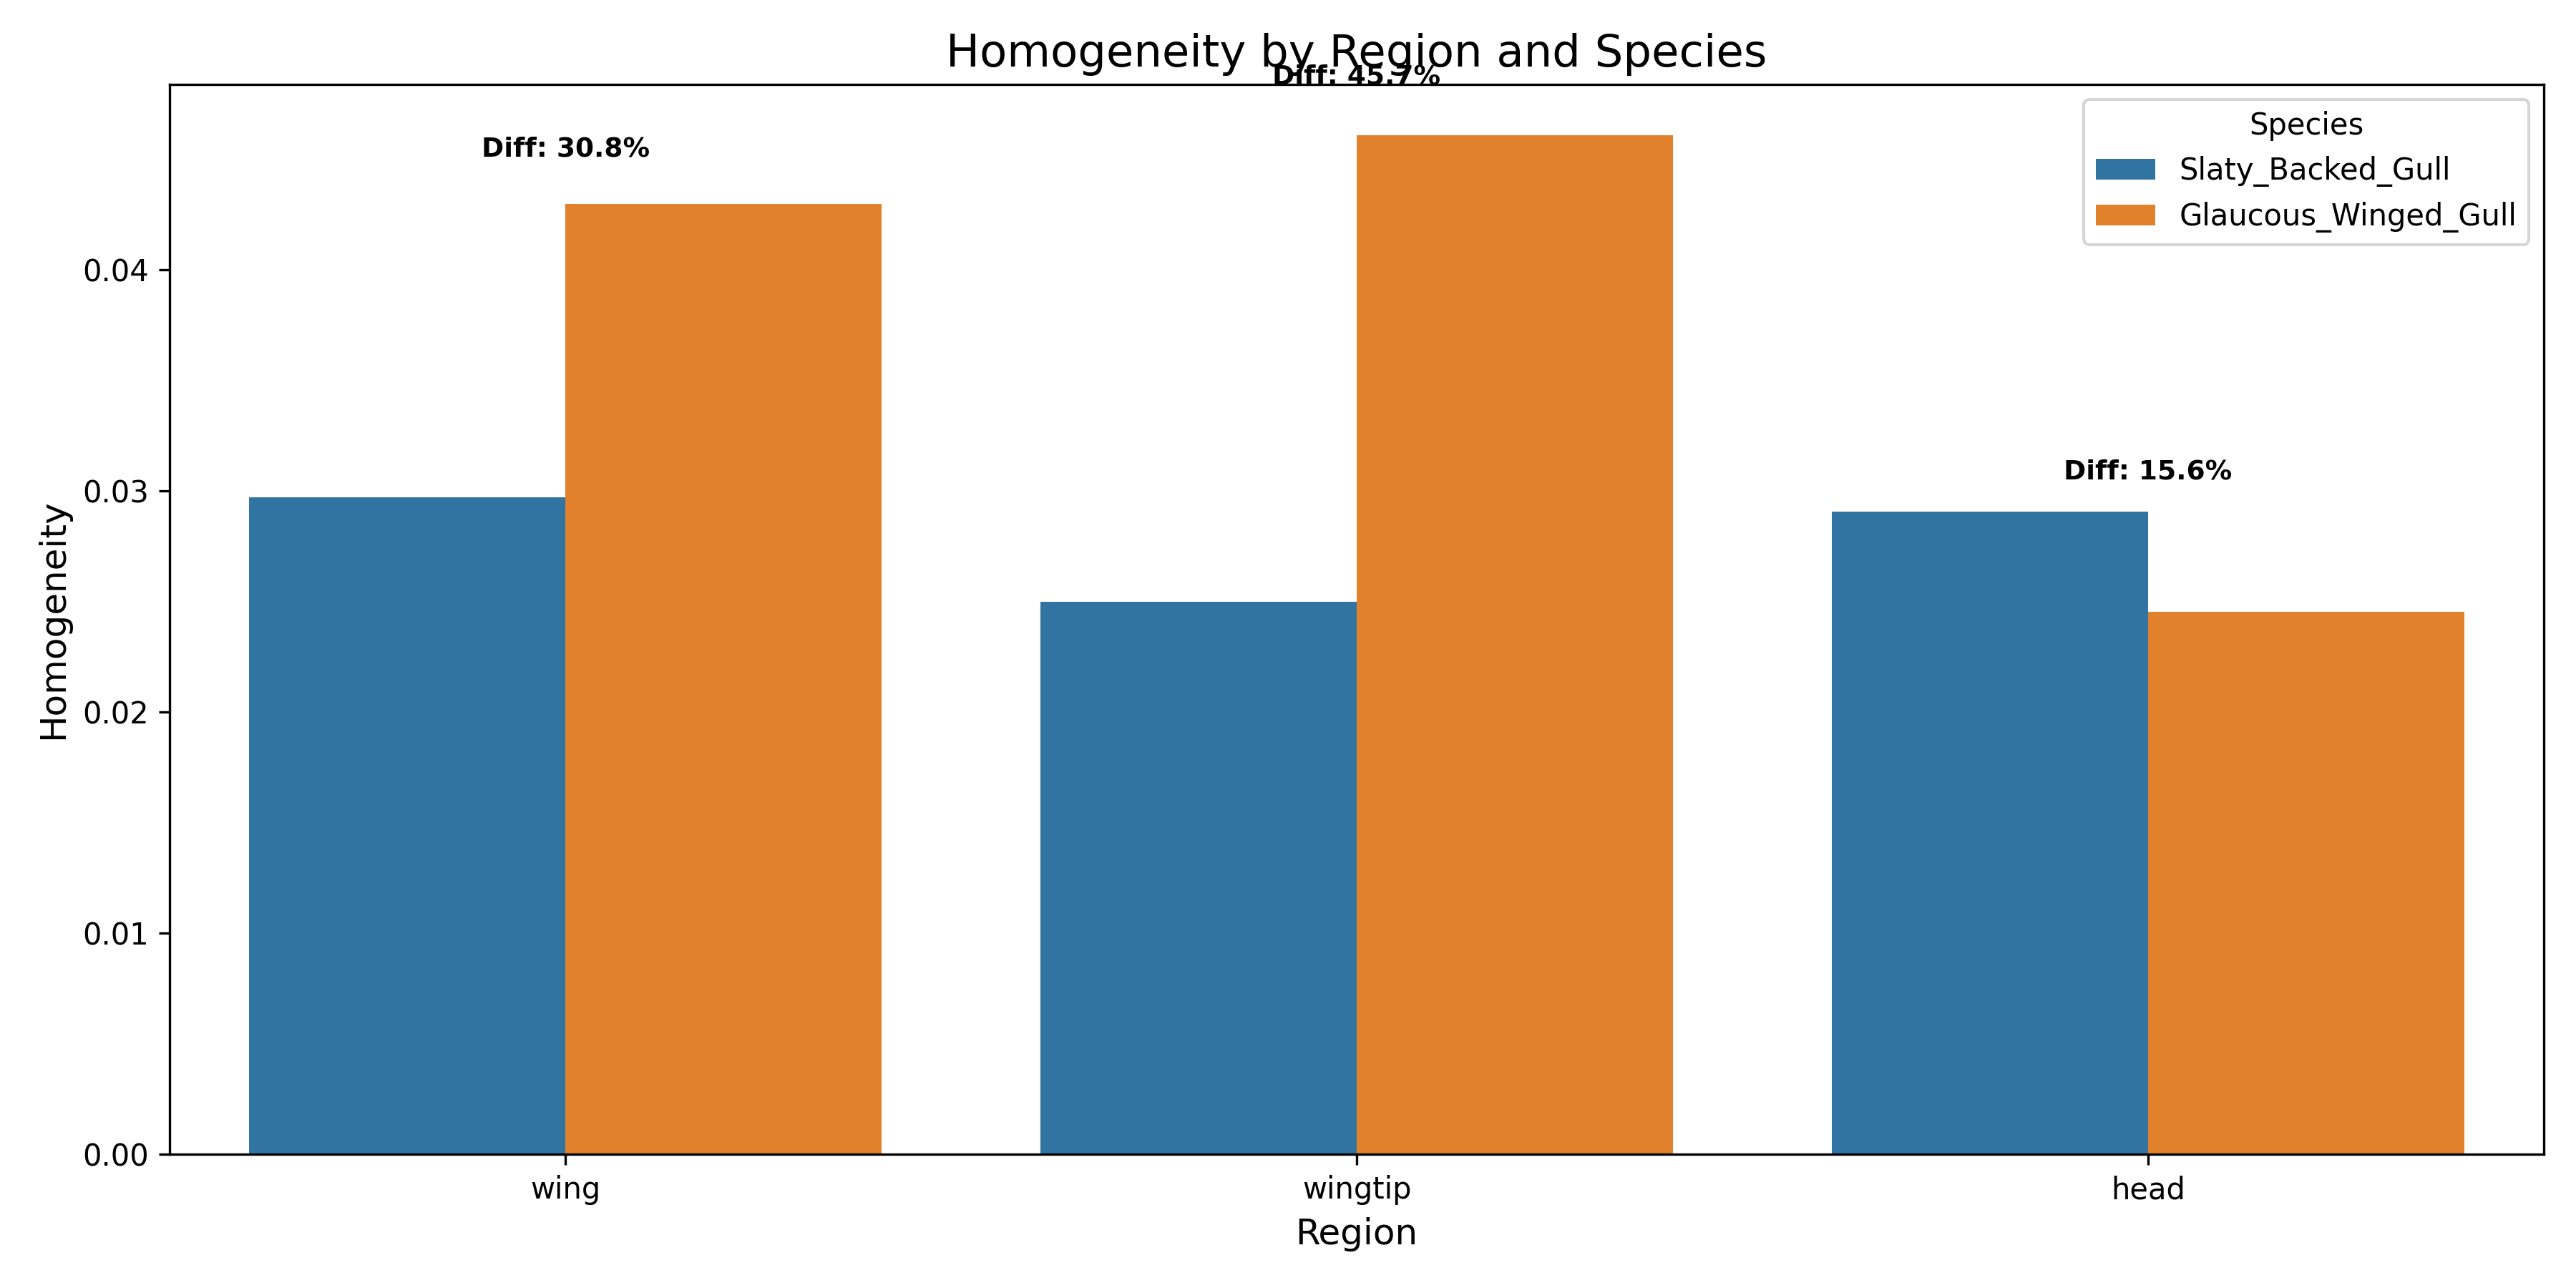 Homogeneity by Region and Species
Diff: 45.7%
Diff: 30.8%
Diff: 15.6%
Species
Slaty_Backed_Gull
Glaucous_Winged_Gull
Homogeneity
0.04
0.03
0.02
0.01
0.00
wing
wingtip
head
Region